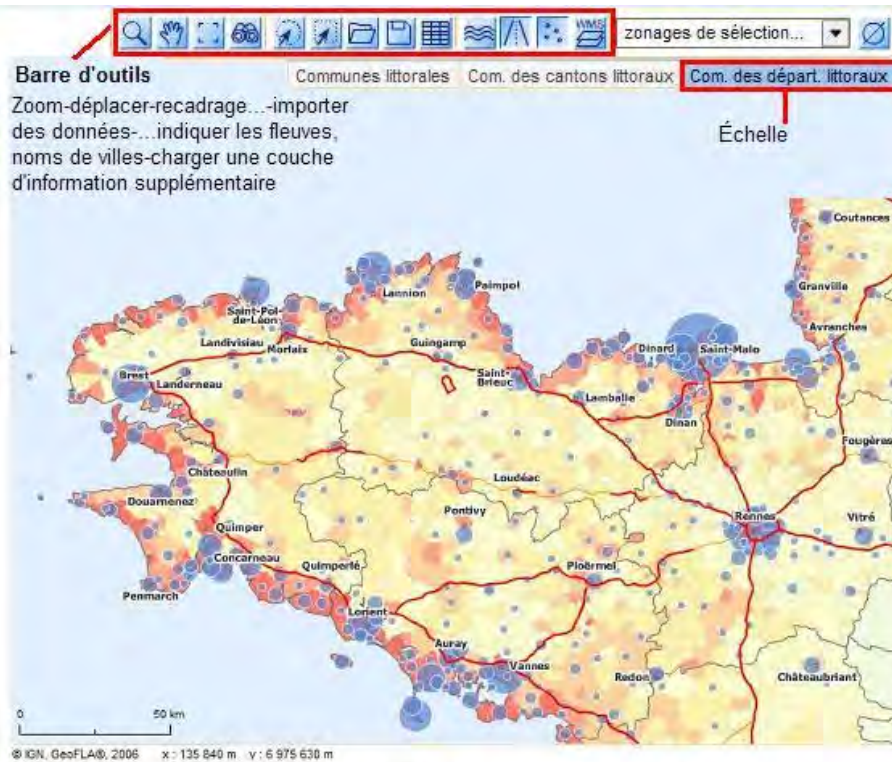 WMS
zonages de sélection...
Barre d'outils
Communes littorales
Com. des cantons littoraux
Com. des départ. littoraux
Zoom-déplacer-recadrage...-importer
des données-...indiquer les fleuves,
noms de villes-charger une couche
d'information supplémentaire
Échelle
Coutances
Lannion
Paimpol
Granville
Saint-Pol-
de-Léon
Avranches
Landivisiau
Morlaix
Guingamp
Dinard
Saint-Malo
Brest
Landerneau
Saint-
Brieuc
Lamballe
Dinan
Fougères
Châteaulin
Loudéac
Douarnenez
Pontivy
Rennes
Vitré
Quimper
Concarneau
Quimperlé
Ploërmel
Penmarch
Lorient
Auray
Vannes
Redon
Châteaubriant
0 50 km
© IGN, GeoFLA®, 2006 x : 135 840 m y : 6 975 630 m